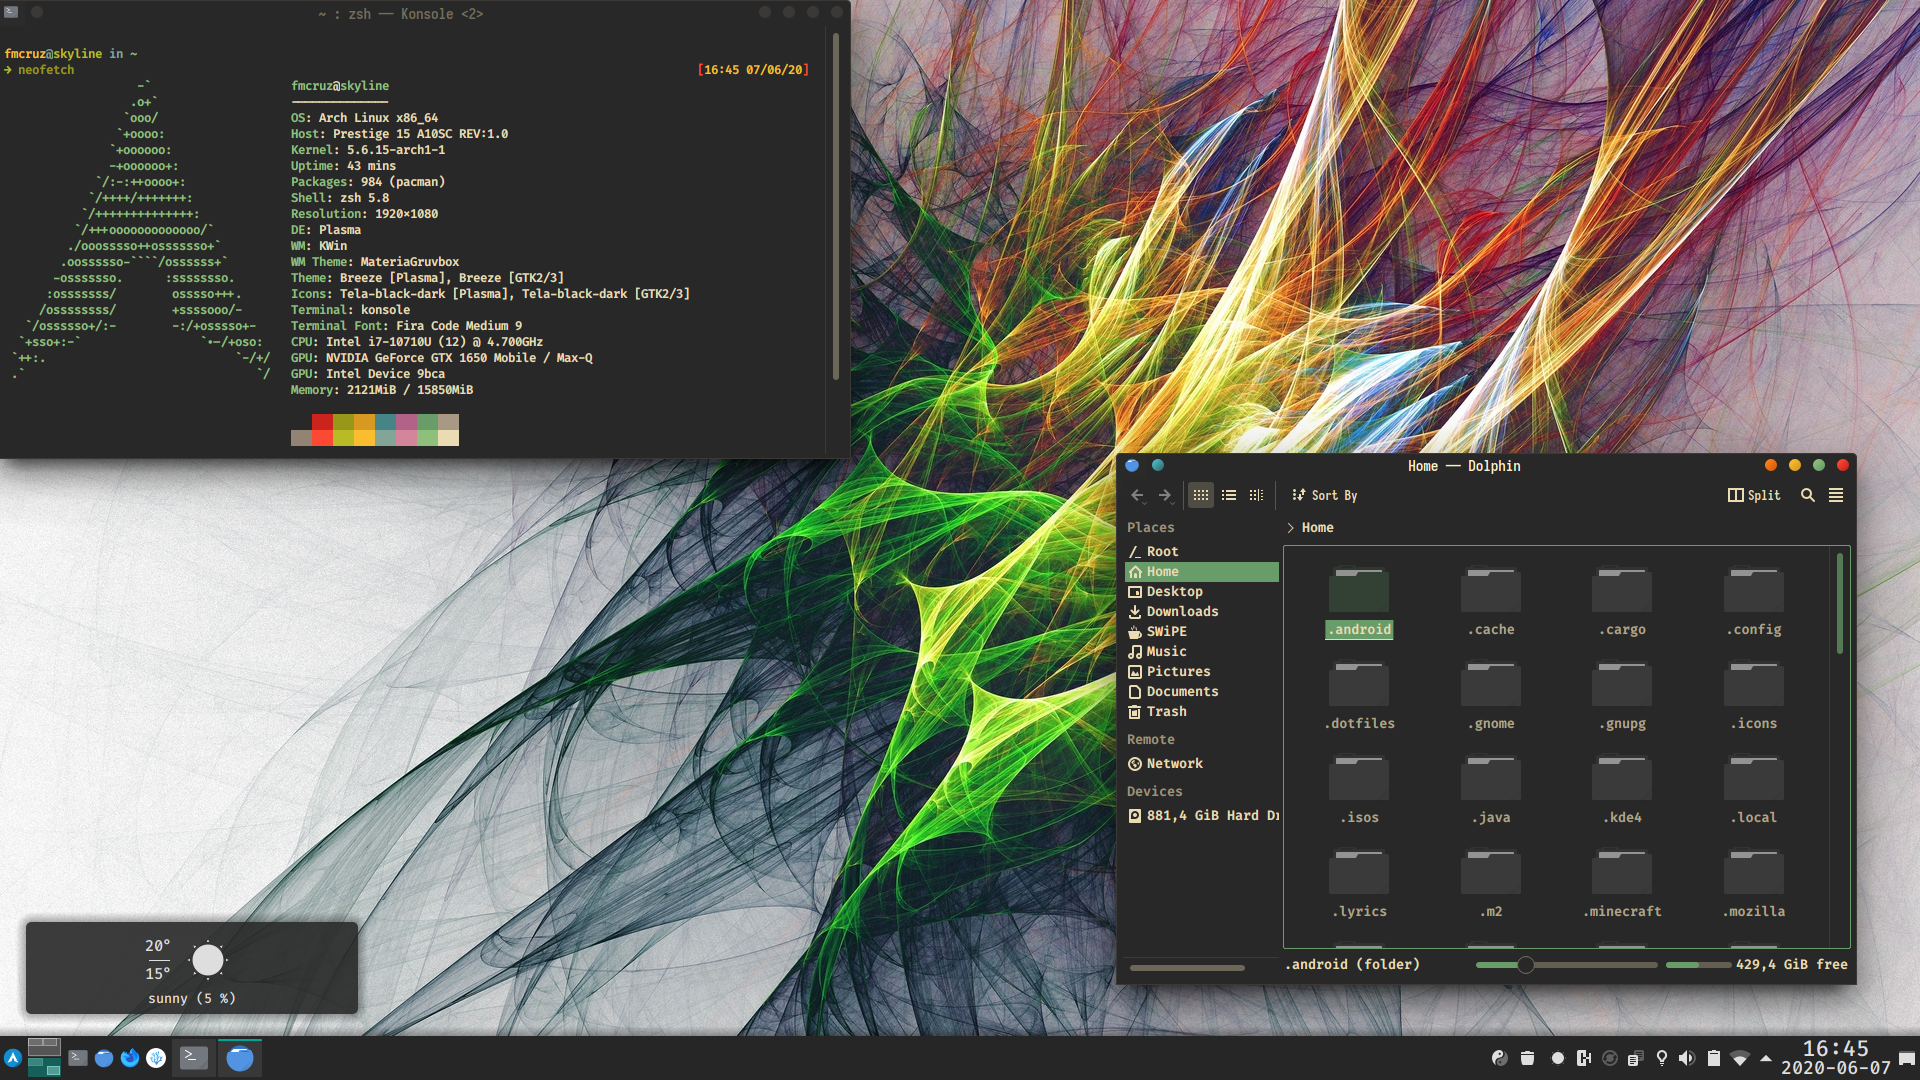 ~ : zsh — Konsole <2>
fmcruz@skyline in ~
→ neofetch
[16:45 07/06/20]
-`
.o+`
`ooo/
`+oooo:
`+oooooo:
-+oooooo+:
`/:-:++oooo+:
`/++++/+++++++:
`/++++++++++++++:
`/+++ooooooooooooo/`
./ooosssso++osssssso+`
.oossssso-````/ossssss+`
-osssssso.      :ssssssso.
:osssssss/        osssso+++.
/ossssssss/        +ssssooo/-
`/ossssso+/:-        -:/+osssso+-
`+sso+:-`                 `.-/+oso:
`++:.                           `-/+/
.`                                 `/
fmcruz@skyline
--------------
OS: Arch Linux x86_64
Host: Prestige 15 A10SC REV:1.0
Kernel: 5.6.15-arch1-1
Uptime: 43 mins
Packages: 984 (pacman)
Shell: zsh 5.8
Resolution: 1920×1080
DE: Plasma
WM: KWin
WM Theme: MateriaGruvbox
Theme: Breeze [Plasma], Breeze [GTK2/3]
Icons: Tela-black-dark [Plasma], Tela-black-dark [GTK2/3]
Terminal: konsole
Terminal Font: Fira Code Medium 9
CPU: Intel i7-10710U (12) @ 4.700GHz
GPU: NVIDIA GeForce GTX 1650 Mobile / Max-Q
GPU: Intel Device 9bca
Memory: 2121MiB / 15850MiB
Home — Dolphin
Sort By
Split
Places
Root
Home
Desktop
Downloads
SWiPE
Music
Pictures
Documents
Trash
Remote
Network
Devices
881,4 GiB Hard Dr
> Home
.android .cache .cargo .config
.dotfiles .gnome .gnupg .icons
.isos .java .kde4 .local
.lyrics .m2 .minecraft .mozilla
.android (folder)
429,4 GiB free
20°
15°
sunny (5 %)
16:45
2020-06-07